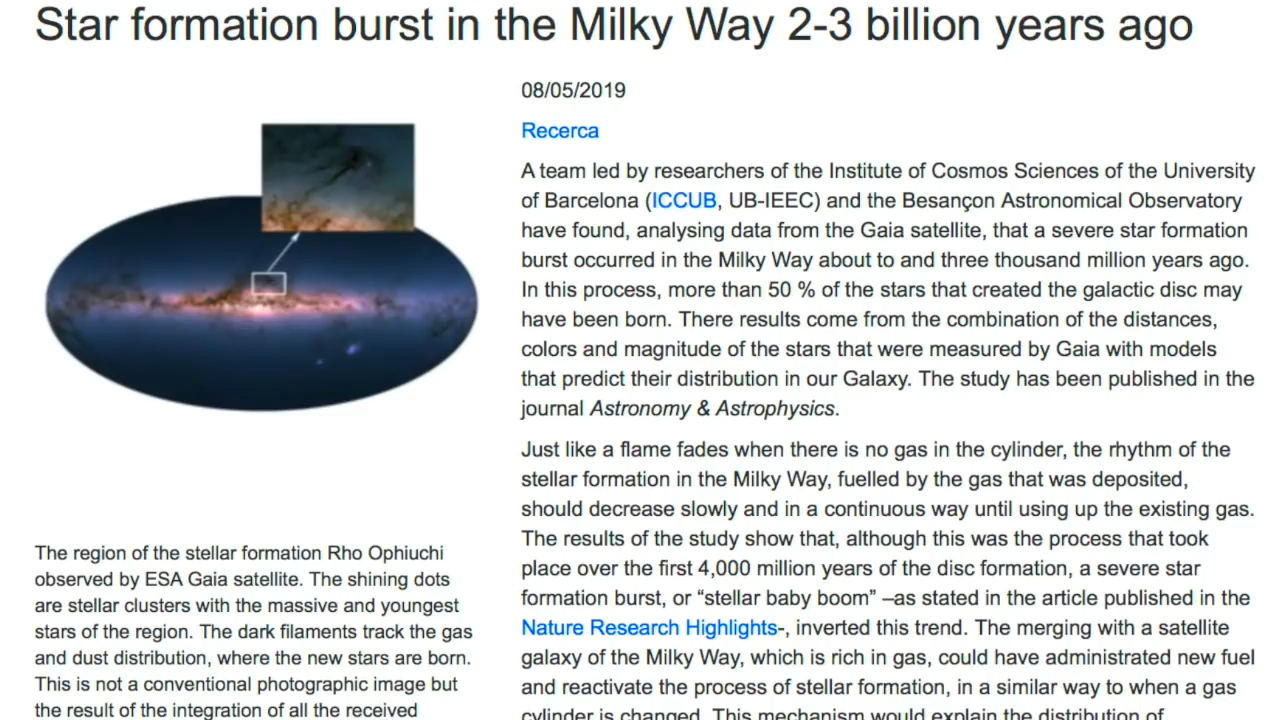 Star formation burst in the Milky Way 2-3 billion years ago
08/05/2019
Recerca
A team led by researchers of the Institute of Cosmos Sciences of the University
of Barcelona (ICCUB, UB-IEEC) and the Besançon Astronomical Observatory
have found, analysing data from the Gaia satellite, that a severe star formation
burst occurred in the Milky Way about to and three thousand million years ago.
In this process, more than 50 % of the stars that created the galactic disc may
have been born. There results come from the combination of the distances,
colors and magnitude of the stars that were measured by Gaia with models
that predict their distribution in our Galaxy. The study has been published in the
journal Astronomy & Astrophysics.
Just like a flame fades when there is no gas in the cylinder, the rhythm of the
stellar formation in the Milky Way, fuelled by the gas that was deposited,
should decrease slowly and in a continuous way until using up the existing gas.
The results of the study show that, although this was the process that took
place over the first 4,000 million years of the disc formation, a severe star
formation burst, or “stellar baby boom” –as stated in the article published in the
Nature Research Highlights-, inverted this trend. The merging with a satellite
galaxy of the Milky Way, which is rich in gas, could have administrated new fuel
and reactivate the process of stellar formation, in a similar way to when a gas
cylinder is changed. This mechanism would explain the distribution of
The region of the stellar formation Rho Ophiuchi
observed by ESA Gaia satellite. The shining dots
are stellar clusters with the massive and youngest
stars of the region. The dark filaments track the gas
and dust distribution, where the new stars are born.
This is not a conventional photographic image but
the result of the integration of all the received